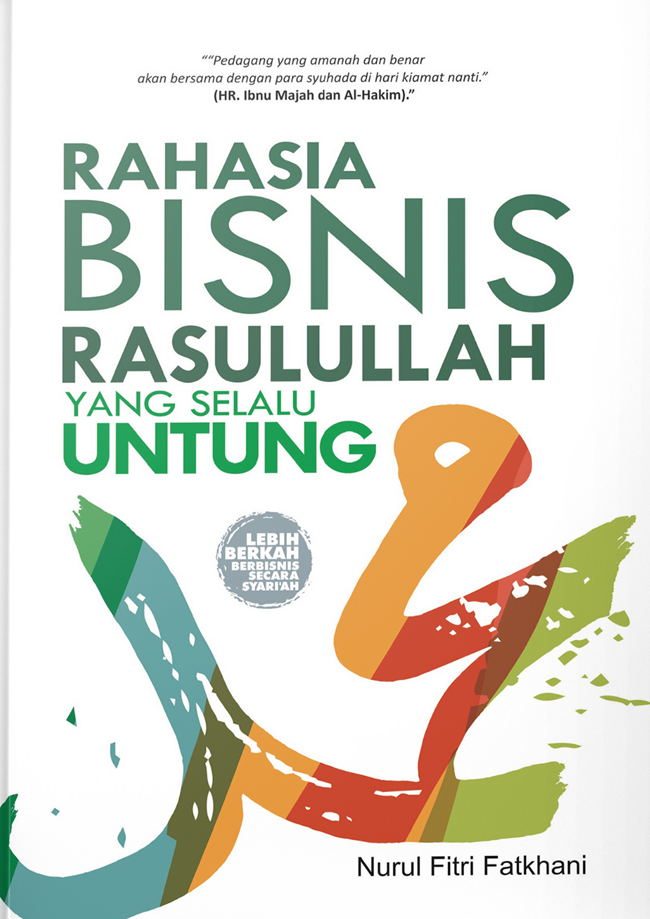 ““Pedagang yang amanah dan benar
akan bersama dengan para syuhada di hari kiamat nanti.”
(HR. Ibnu Majah dan Al-Hakim).”
RAHASIA
BISNIS
RASULULLAH
YANG SELALU
UNTUNG
LEBIH
BERKAH
BERBISNIS
SECARA
SYARI'AH
محمد
Nurul Fitri Fatkhani